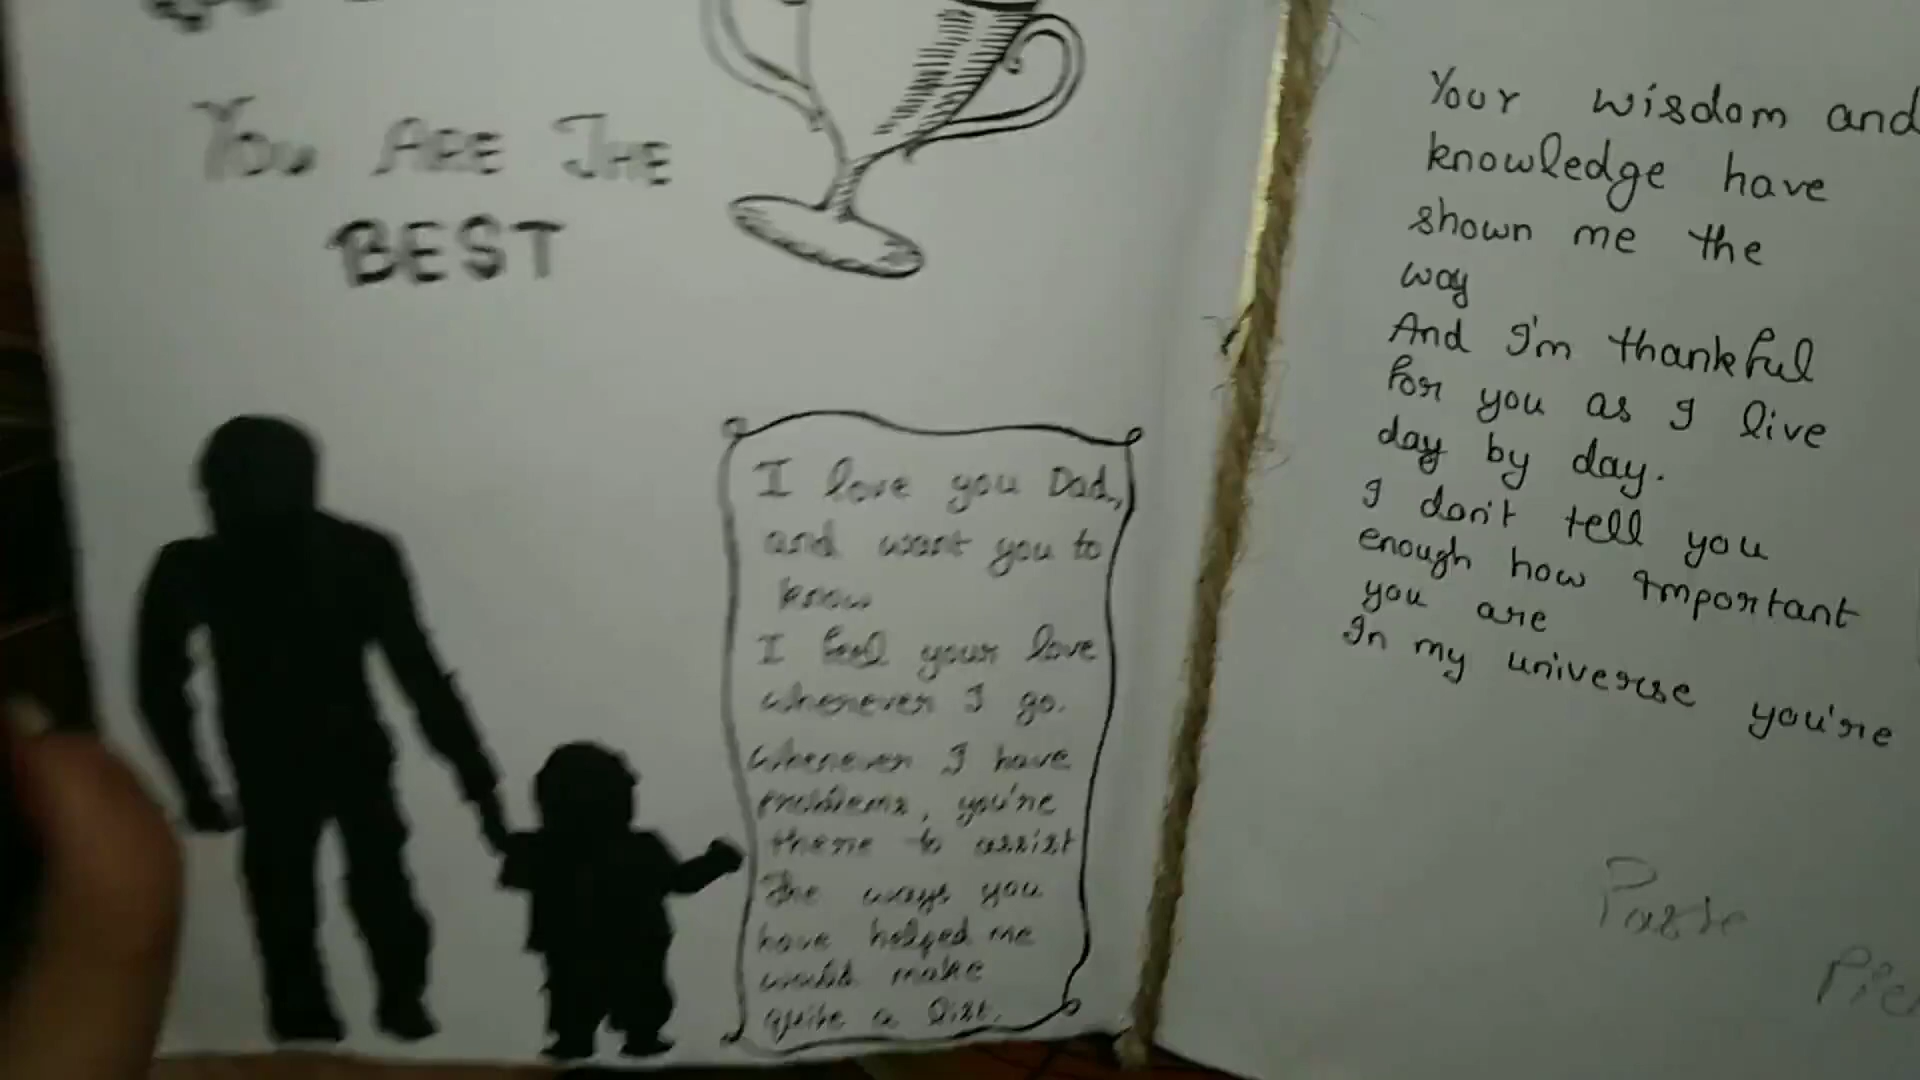 YOU ARE THE
BEST
I love you Dad,
and want you to
know
I feel your love
whenever I go.
whenever I have
problems, you're
there to assist
The ways you
have helped me
would make
quite a list.
Your wisdom and
knowledge have
shown me the
way
And I'm thankful
for you as I live
day by day.
I don't tell you
enough how important
you are
In my universe you're
Paste